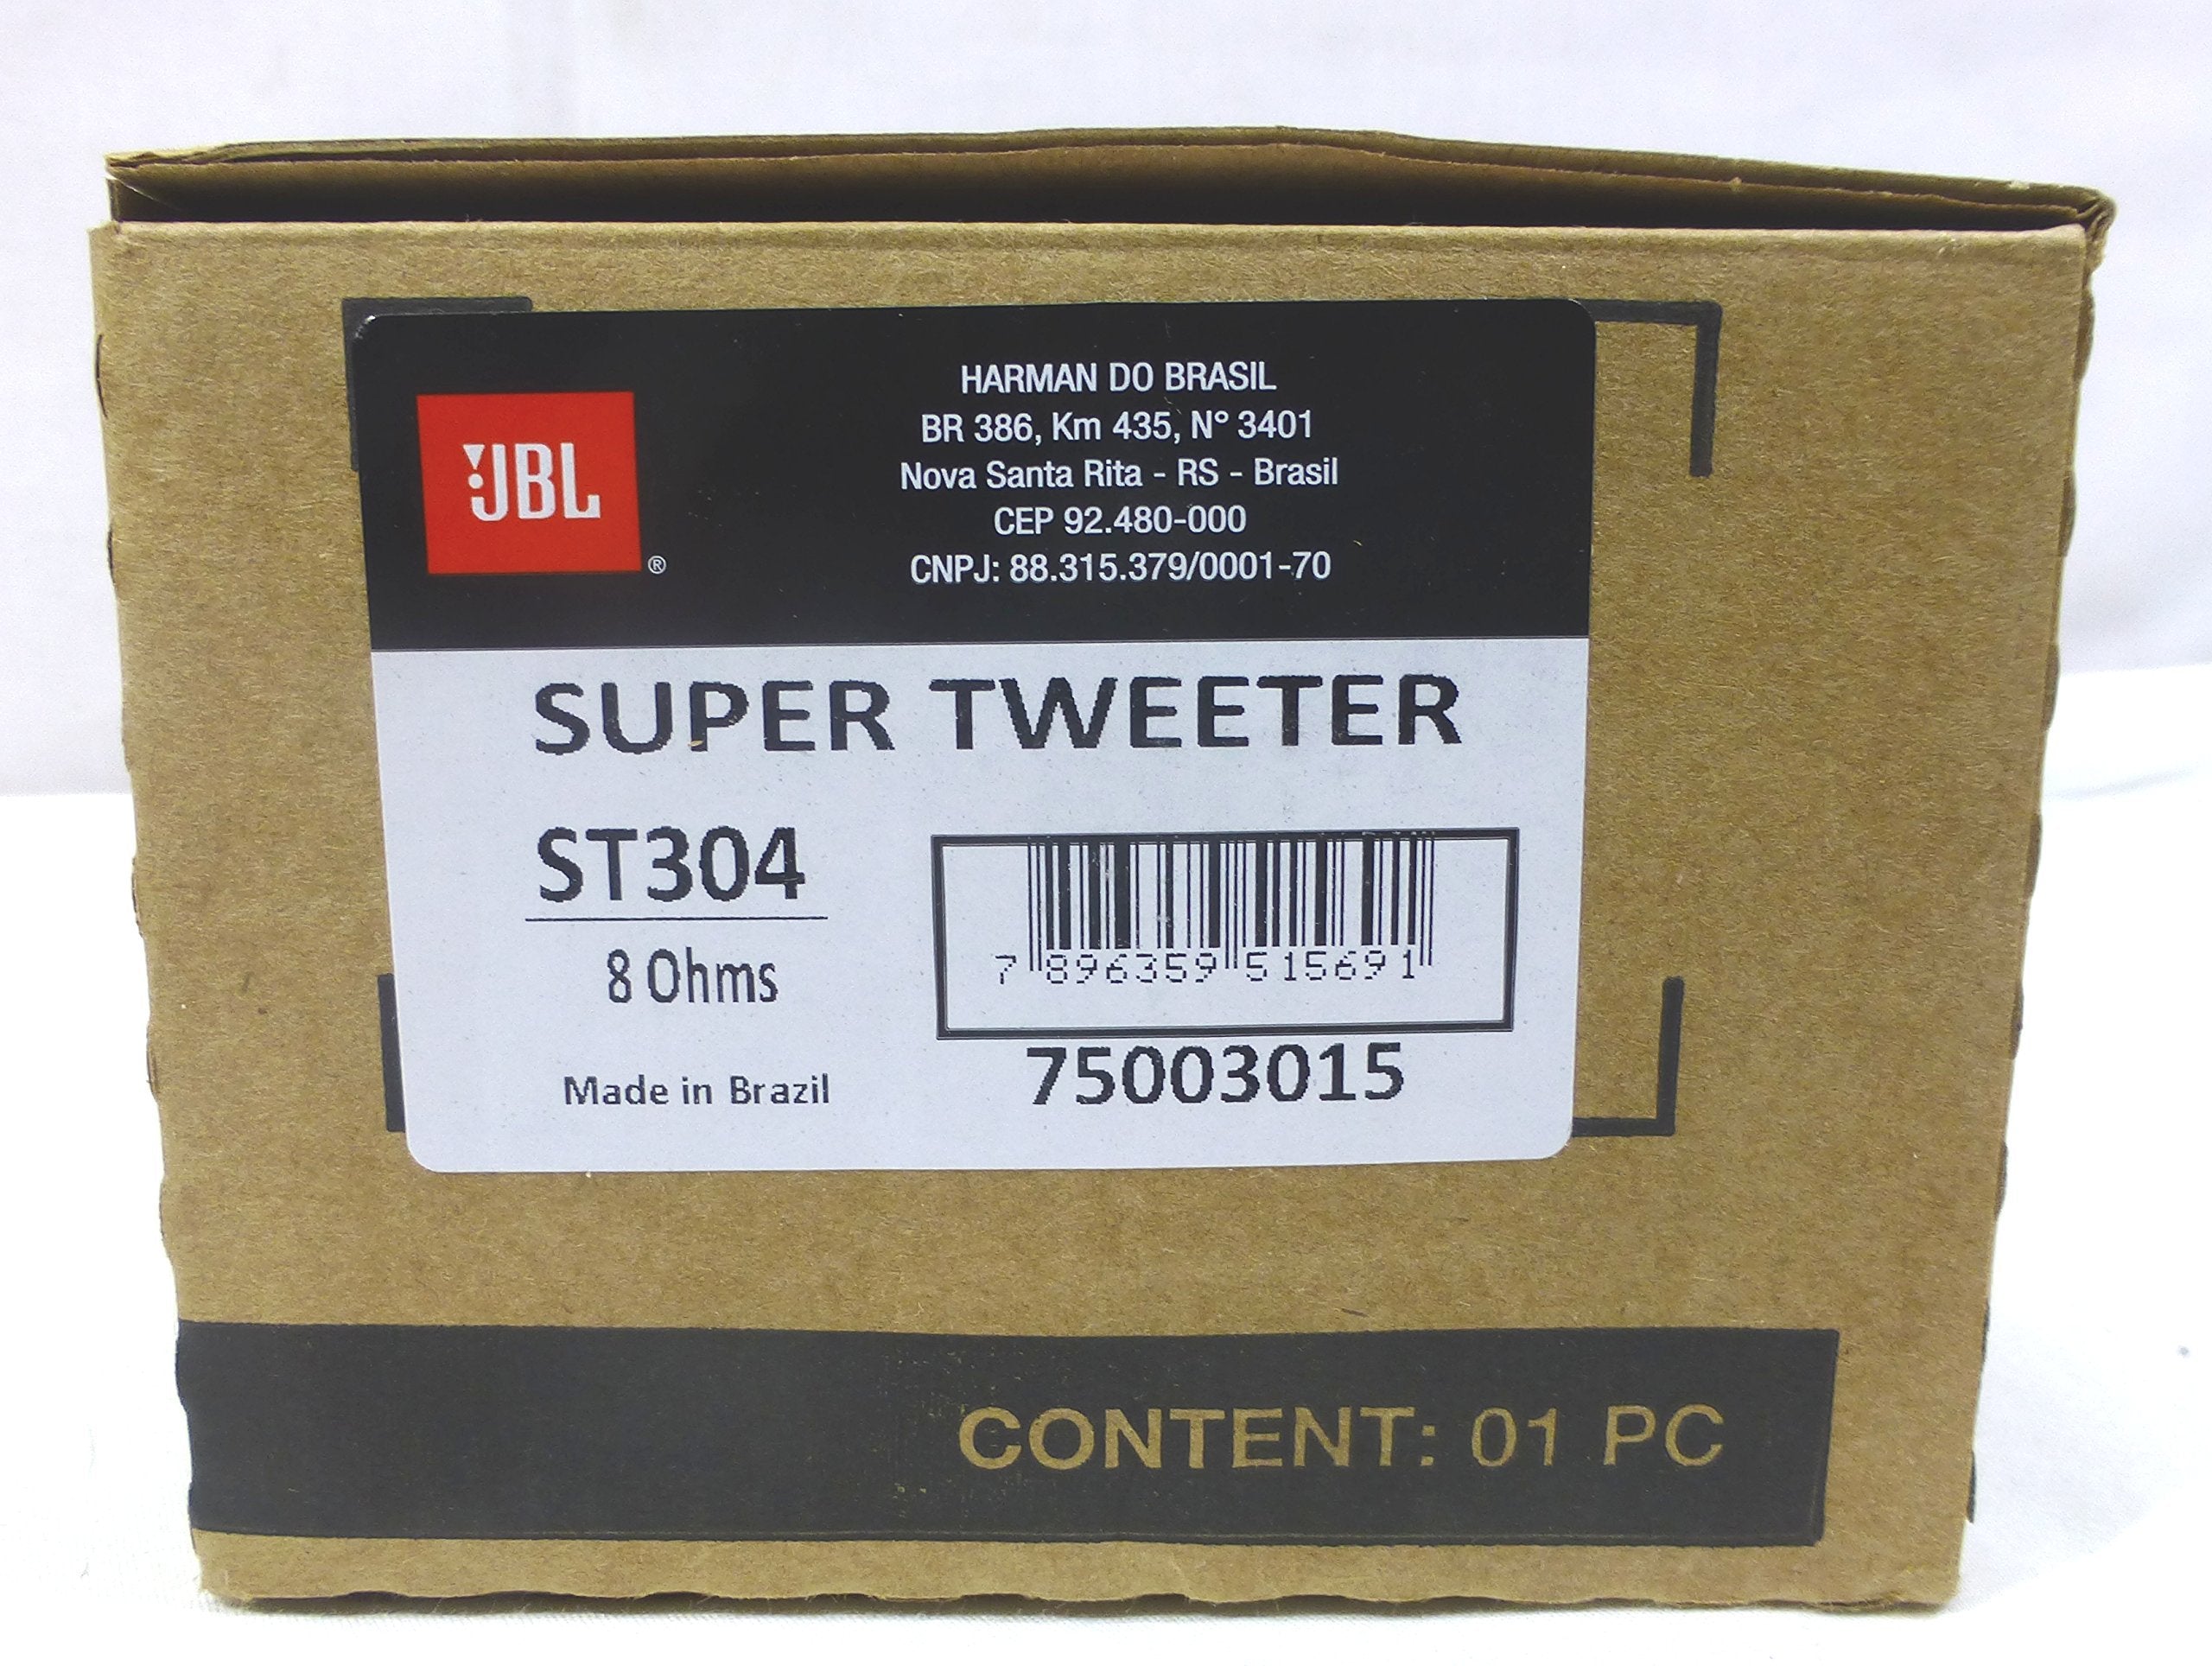 JBL
®
HARMAN DO BRASIL
BR 386, Km 435, N° 3401
Nova Santa Rita - RS - Brasil
CEP 92.480-000
CNPJ: 88.315.379/0001-70
SUPER TWEETER
ST304
8 Ohms
Made in Brazil
7 896359 515691
75003015
CONTENT: 01 PC